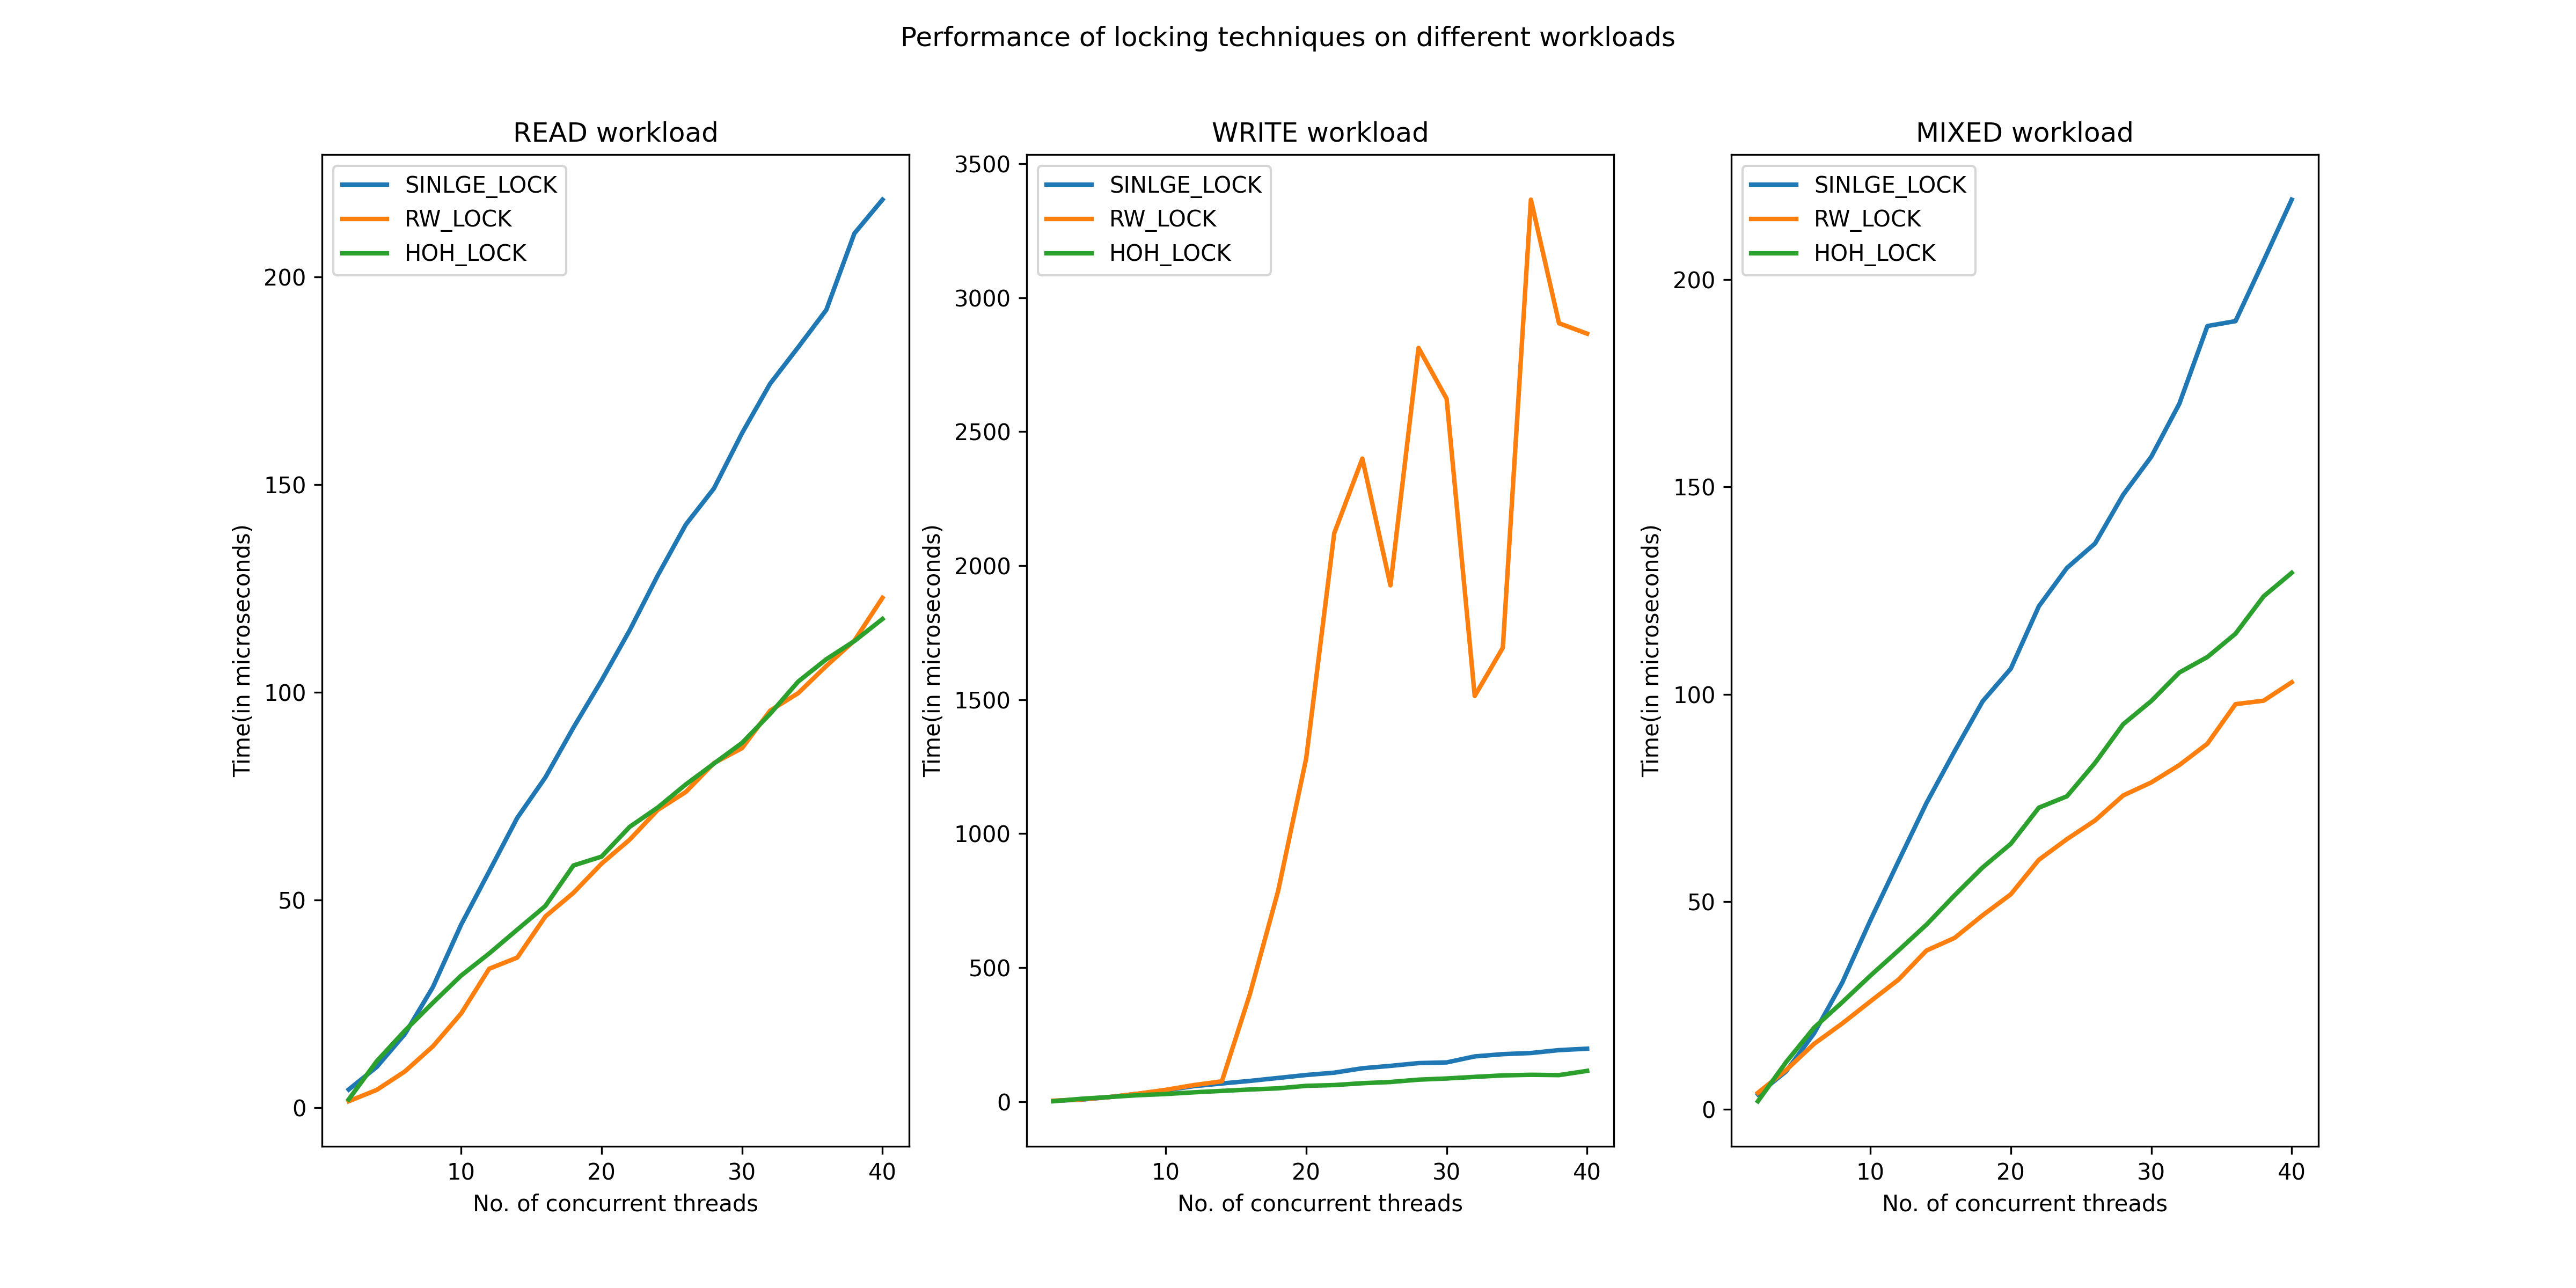 Performance of locking techniques on different workloads
READ workload
SINLGE_LOCK
RW_LOCK
HOH_LOCK
200
150
100
50
0
Time(in microseconds)
10 20 30 40
No. of concurrent threads
WRITE workload
SINLGE_LOCK
RW_LOCK
HOH_LOCK
3500
3000
2500
2000
1500
1000
500
0
Time(in microseconds)
10 20 30 40
No. of concurrent threads
MIXED workload
SINLGE_LOCK
RW_LOCK
HOH_LOCK
200
150
100
50
0
Time(in microseconds)
10 20 30 40
No. of concurrent threads